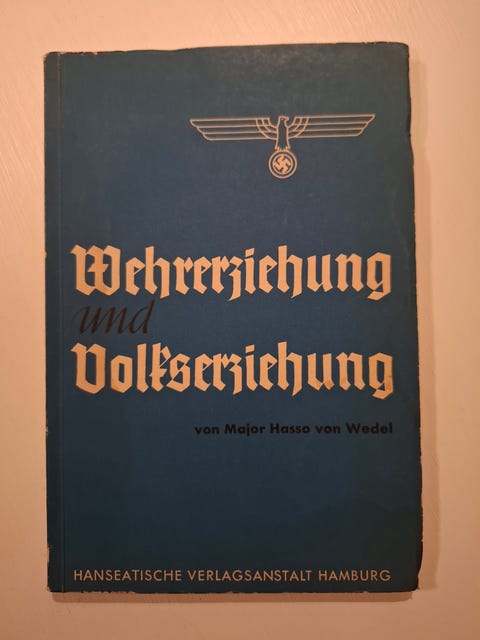 Wehrerziehung
und
Volkserziehung
von Major Hasso von Wedel
HANSEATISCHE VERLAGSANSTALT HAMBURG